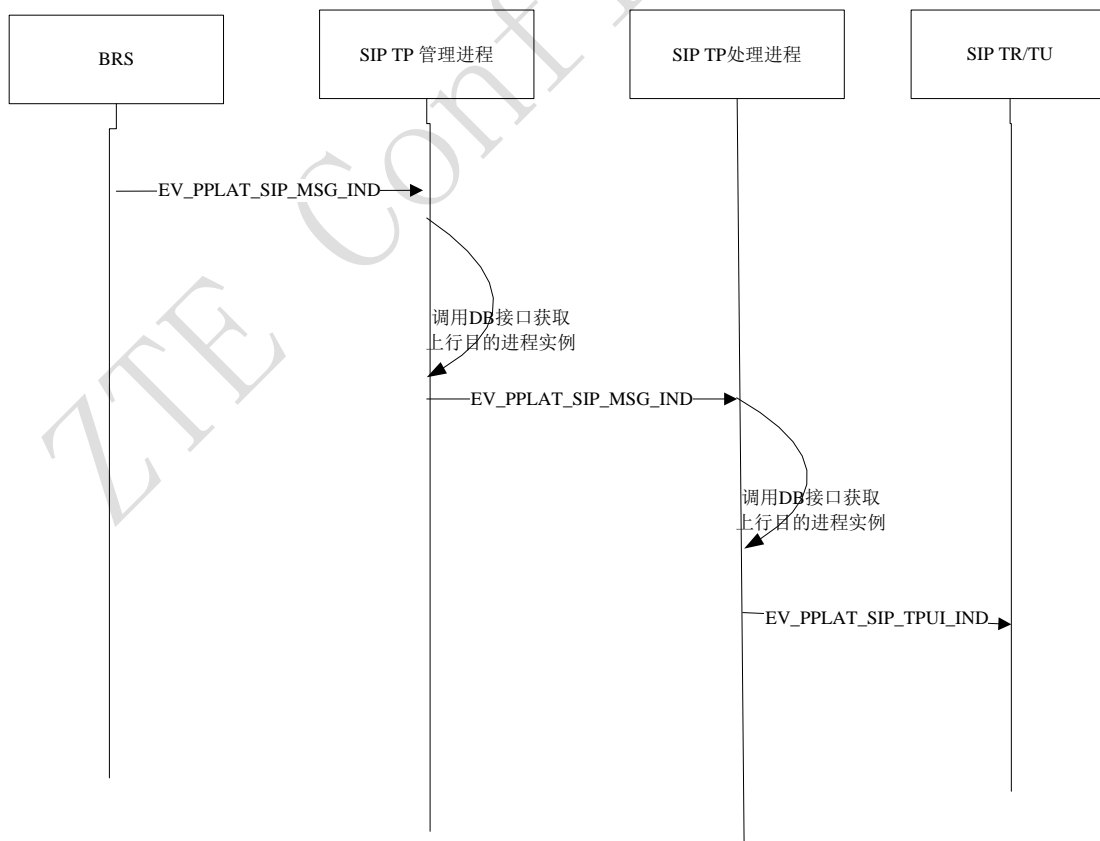 BRS
SIP TP 管理进程
SIP TP处理进程
SIP TR/TU
EV_PPLAT_SIP_MSG_IND
调用DB接口获取
上行目的进程实例
EV_PPLAT_SIP_MSG_IND
调用DB接口获取
上行目的进程实例
EV_PPLAT_SIP_TPUI_IND
ZTE Conf